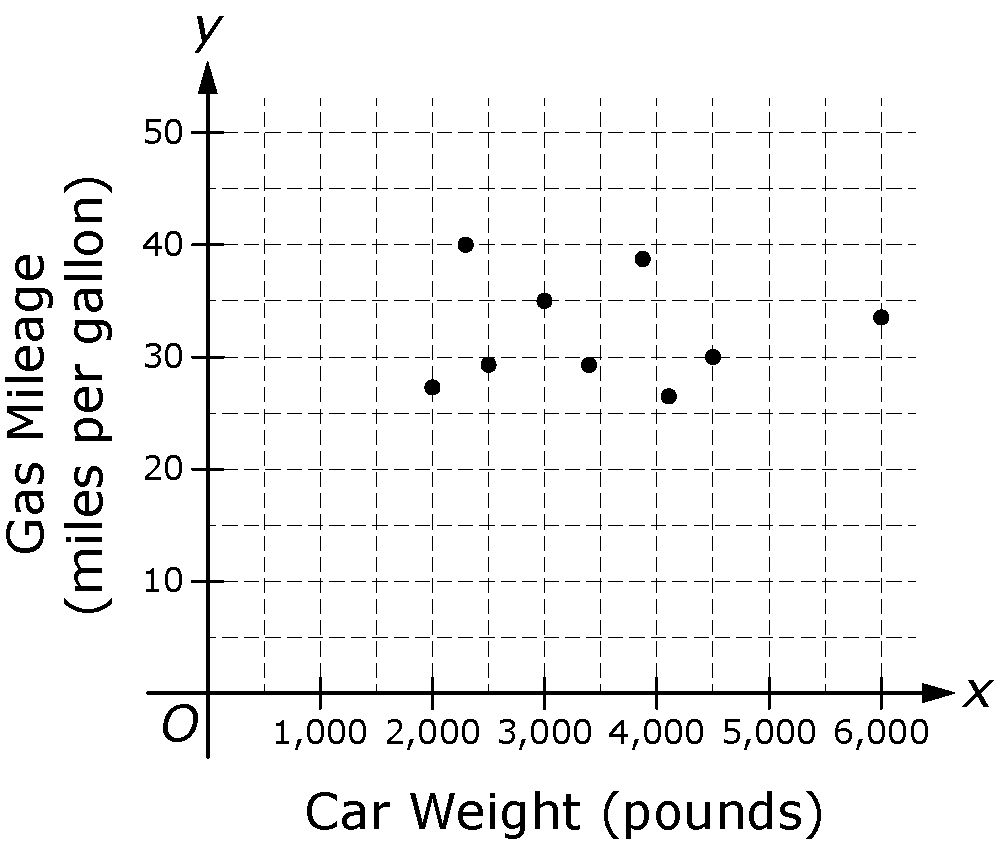 y
50
40
30
20
10
Gas Mileage
(miles per gallon)
O
1,000 2,000 3,000 4,000 5,000 6,000
x
Car Weight (pounds)